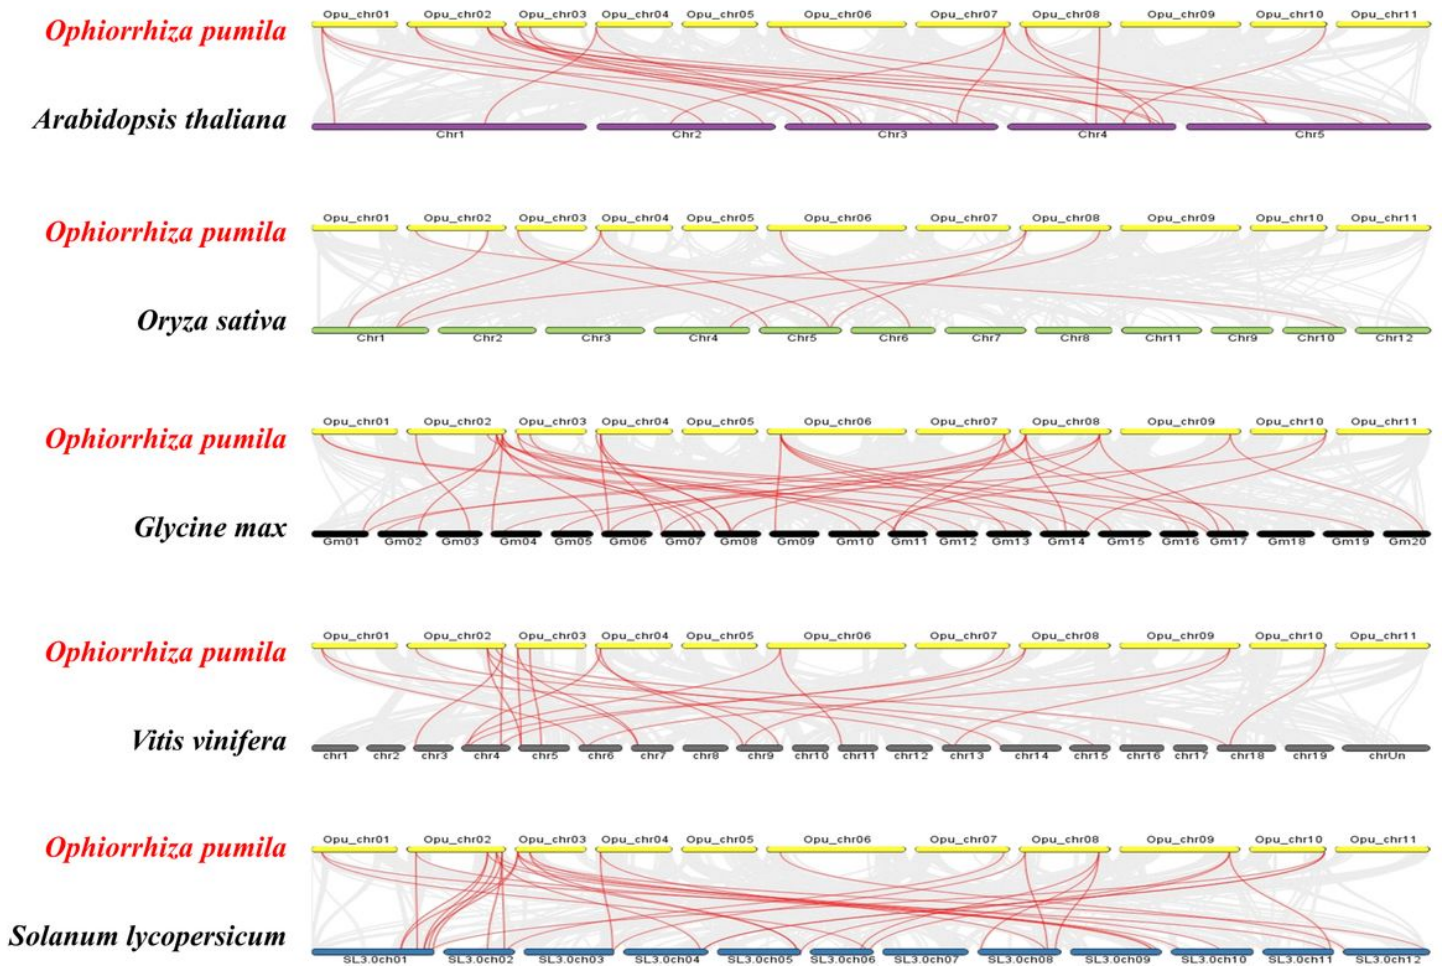 Opu_chr01 Opu_chr02 Opu_chr03 Opu_chr04 Opu_chr05 Opu_chr06 Opu_chr07 Opu_chr08 Opu_chr09 Opu_chr10 Opu_chr11
Ophiorrhiza pumila
Arabidopsis thaliana
Chr1 Chr2 Chr3 Chr4 Chr5
Opu_chr01 Opu_chr02 Opu_chr03 Opu_chr04 Opu_chr05 Opu_chr06 Opu_chr07 Opu_chr08 Opu_chr09 Opu_chr10 Opu_chr11
Ophiorrhiza pumila
Oryza sativa
Chr1 Chr2 Chr3 Chr4 Chr5 Chr6 Chr7 Chr8 Chr11 Chr9 Chr10 Chr12
Opu_chr01 Opu_chr02 Opu_chr03 Opu_chr04 Opu_chr05 Opu_chr06 Opu_chr07 Opu_chr08 Opu_chr09 Opu_chr10 Opu_chr11
Ophiorrhiza pumila
Glycine max
Gm01 Gm02 Gm03 Gm04 Gm05 Gm06 Gm07 Gm08 Gm09 Gm10 Gm11 Gm12 Gm13 Gm14 Gm15 Gm16 Gm17 Gm18 Gm19 Gm20
Opu_chr01 Opu_chr02 Opu_chr03 Opu_chr04 Opu_chr05 Opu_chr06 Opu_chr07 Opu_chr08 Opu_chr09 Opu_chr10 Opu_chr11
Ophiorrhiza pumila
Vitis vinifera
chr1 chr2 chr3 chr4 chr5 chr6 chr7 chr8 chr9 chr10 chr11 chr12 chr13 chr14 chr15 chr16 chr17 chr18 chr19 chrUn
Opu_chr01 Opu_chr02 Opu_chr03 Opu_chr04 Opu_chr05 Opu_chr06 Opu_chr07 Opu_chr08 Opu_chr09 Opu_chr10 Opu_chr11
Ophiorrhiza pumila
Solanum lycopersicum
SL3.0ch01 SL3.0ch02 SL3.0ch03 SL3.0ch04 SL3.0ch05 SL3.0ch06 SL3.0ch07 SL3.0ch08 SL3.0ch09 SL3.0ch10 SL3.0ch11 SL3.0ch12